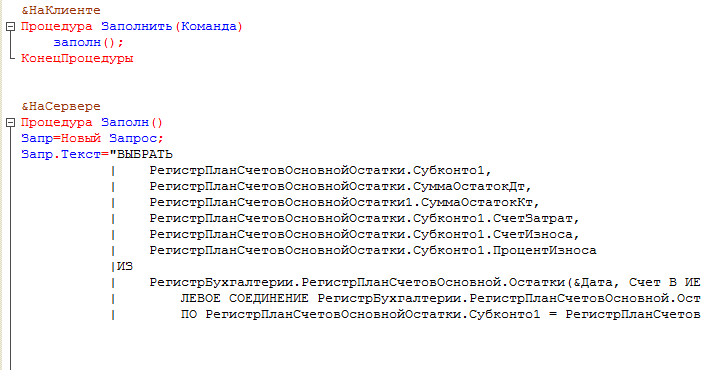 &НаКлиенте
Процедура Заполнить(Команда)
заполн();
КонецПроцедуры
&НаСервере
Процедура Заполн()
Запр=Новый Запрос;
Запр.Текст="ВЫБРАТЬ
| РегистрПланСчетовОсновнойОстатки.Субконто1,
| РегистрПланСчетовОсновнойОстатки.СуммаОстатокДт,
| РегистрПланСчетовОсновнойОстатки1.СуммаОстатокКт,
| РегистрПланСчетовОсновнойОстатки.Субконто1.СчетЗатрат,
| РегистрПланСчетовОсновнойОстатки.Субконто1.СчетИзноса,
| РегистрПланСчетовОсновнойОстатки.Субконто1.ПроцентИзноса
|ИЗ
| РегистрБухгалтерии.РегистрПланСчетовОсновной.Остатки(&Дата, Счет В ИЕ
| ЛЕВОЕ СОЕДИНЕНИЕ РегистрБухгалтерии.РегистрПланСчетовОсновной.Ост
| ПО РегистрПланСчетовОсновнойОстатки.Субконто1 = РегистрПланСчетов